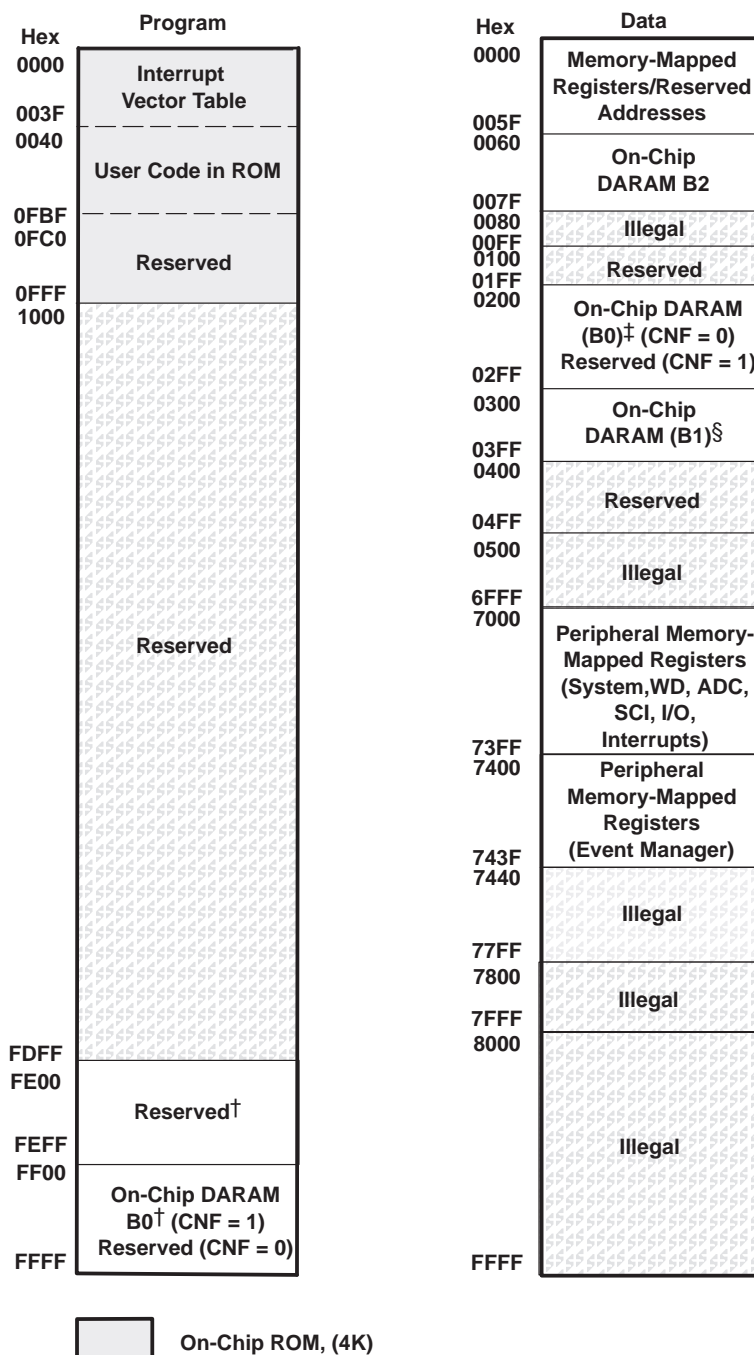 Program
Hex
0000
Interrupt
Vector Table
003F
0040
User Code in ROM
0FBF
0FC0
Reserved
0FFF
1000
Reserved
FDFF
FE00
Reserved†
FEFF
FF00
On-Chip DARAM
B0† (CNF = 1)
Reserved (CNF = 0)
FFFF
On-Chip ROM, (4K)
Data
Hex
0000
Memory-Mapped
Registers/Reserved
Addresses
005F
0060
On-Chip
DARAM B2
007F
0080
Illegal
00FF
0100
Reserved
01FF
0200
On-Chip DARAM
(B0)‡ (CNF = 0)
Reserved (CNF = 1)
02FF
0300
On-Chip
DARAM (B1)§
03FF
0400
Reserved
04FF
0500
Illegal
6FFF
7000
Peripheral Memory-
Mapped Registers
(System,WD, ADC,
SCI, I/O,
Interrupts)
73FF
7400
Peripheral
Memory-Mapped
Registers
(Event Manager)
743F
7440
Illegal
77FF
7800
Illegal
7FFF
8000
Illegal
FFFF